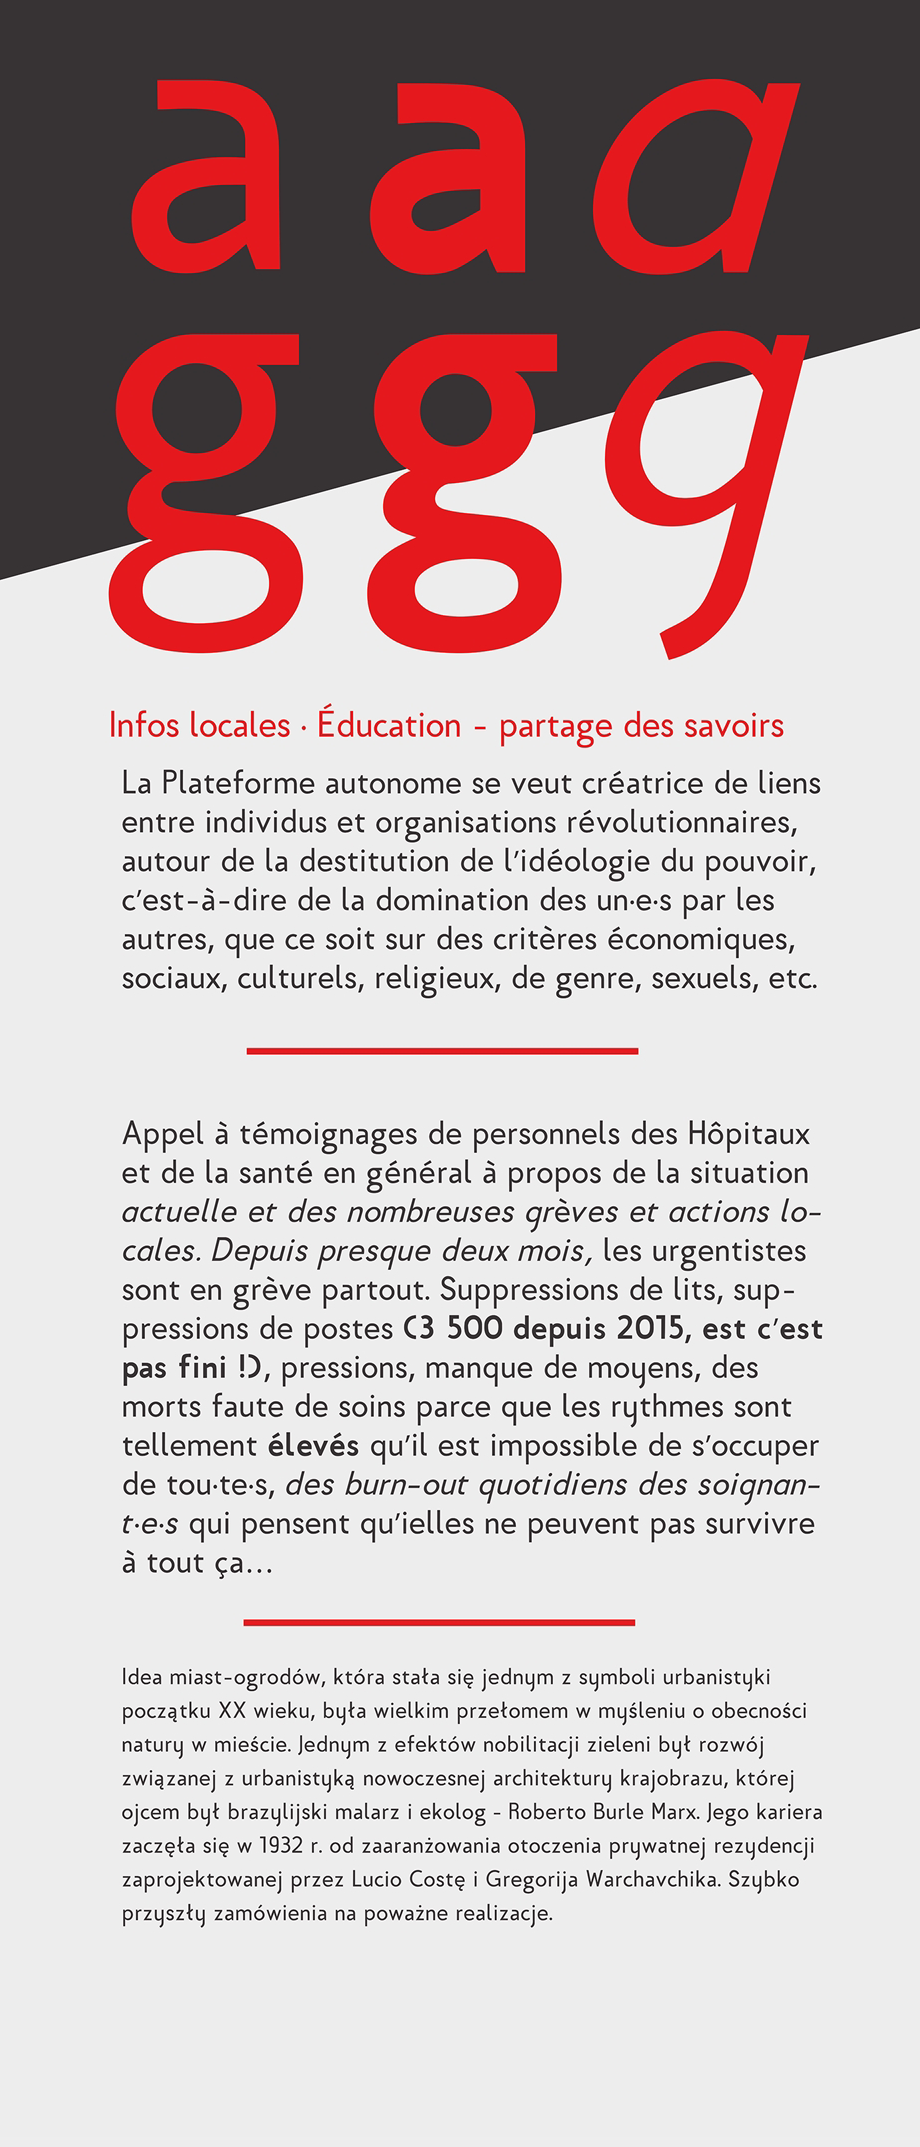 a a a
g g g
Infos locales · Éducation - partage des savoirs
La Plateforme autonome se veut créatrice de liens
entre individus et organisations révolutionnaires,
autour de la destitution de l’idéologie du pouvoir,
c’est-à-dire de la domination des un·e·s par les
autres, que ce soit sur des critères économiques,
sociaux, culturels, religieux, de genre, sexuels, etc.
Appel à témoignages de personnels des Hôpitaux
et de la santé en général à propos de la situation
actuelle et des nombreuses grèves et actions lo-
cales. Depuis presque deux mois, les urgentistes
sont en grève partout. Suppressions de lits, sup-
pressions de postes (3 500 depuis 2015, est c’est
pas fini !), pressions, manque de moyens, des
morts faute de soins parce que les rythmes sont
tellement élevés qu’il est impossible de s’occuper
de tou·te·s, des burn-out quotidiens des soignan-
t·e·s qui pensent qu’ielles ne peuvent pas survivre
à tout ça…
Idea miast-ogrodów, która stała się jednym z symboli urbanistyki
początku XX wieku, była wielkim przełomem w myśleniu o obecności
natury w mieście. Jednym z efektów nobilitacji zieleni był rozwój
związanej z urbanistyką nowoczesnej architektury krajobrazu, której
ojcem był brazylijski malarz i ekolog - Roberto Burle Marx. Jego kariera
zaczęła się w 1932 r. od zaaranżowania otoczenia prywatnej rezydencji
zaprojektowanej przez Lucio Costę i Gregorija Warchavchika. Szybko
przyszły zamówienia na poważne realizacje.